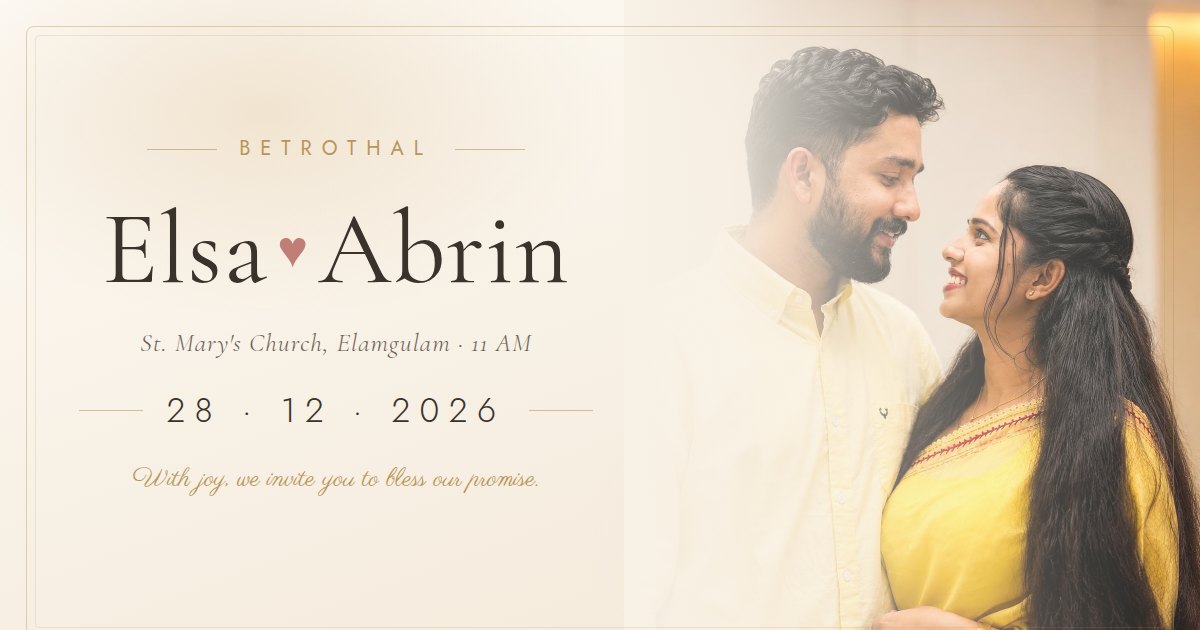 BETROTHAL
Elsa ♥ Abrin
St. Mary's Church, Elamgulam · 11 AM
28 · 12 · 2026
With joy, we invite you to bless our promise.